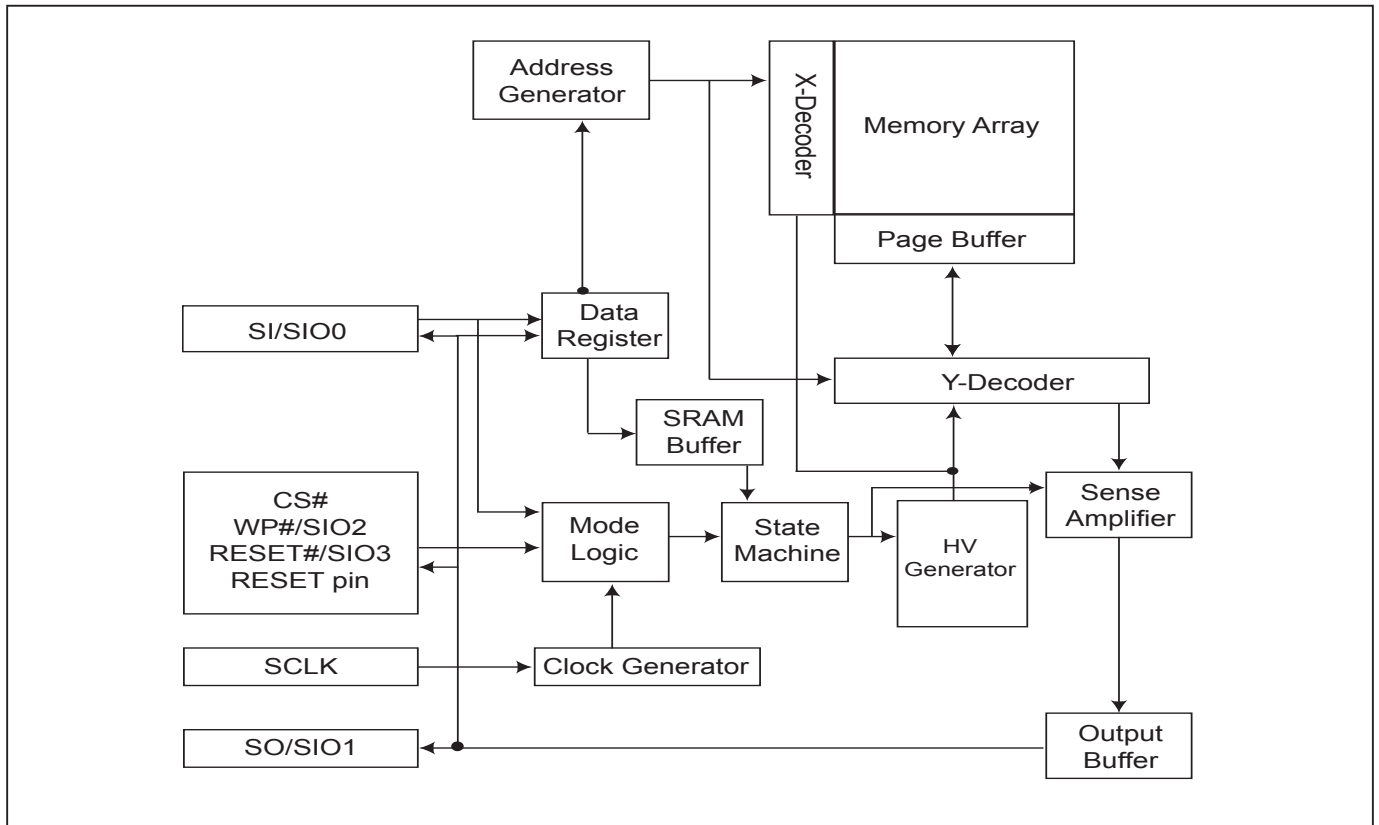 Address
Generator
X-Decoder
Memory Array
Page Buffer
SI/SIO0
Data
Register
Y-Decoder
SRAM
Buffer
CS#
WP#/SIO2
RESET#/SIO3
RESET pin
Mode
Logic
State
Machine
HV
Generator
Sense
Amplifier
SCLK
Clock Generator
SO/SIO1
Output
Buffer